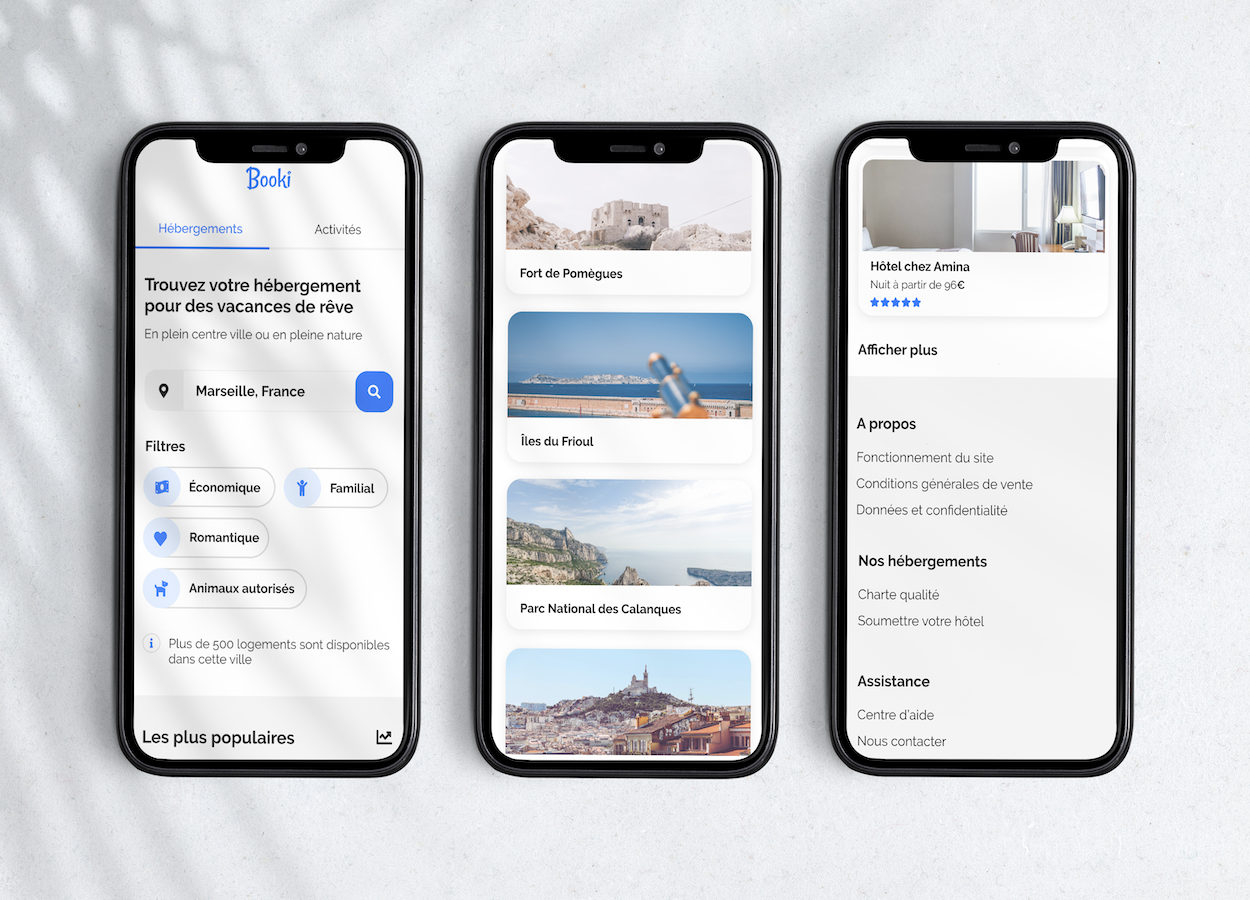 Booki
Hébergements
Activités
Trouvez votre hébergement
pour des vacances de rêve
En plein centre ville ou en pleine nature
Marseille, France
Filtres
Économique
Familial
Romantique
Animaux autorisés
Plus de 500 logements sont disponibles
dans cette ville
Les plus populaires
Fort de Pomègues
Îles du Frioul
Parc National des Calanques
Hôtel chez Amina
Nuit à partir de 96€
Afficher plus
A propos
Fonctionnement du site
Conditions générales de vente
Données et confidentialité
Nos hébergements
Charte qualité
Soumettre votre hôtel
Assistance
Centre d'aide
Nous contacter